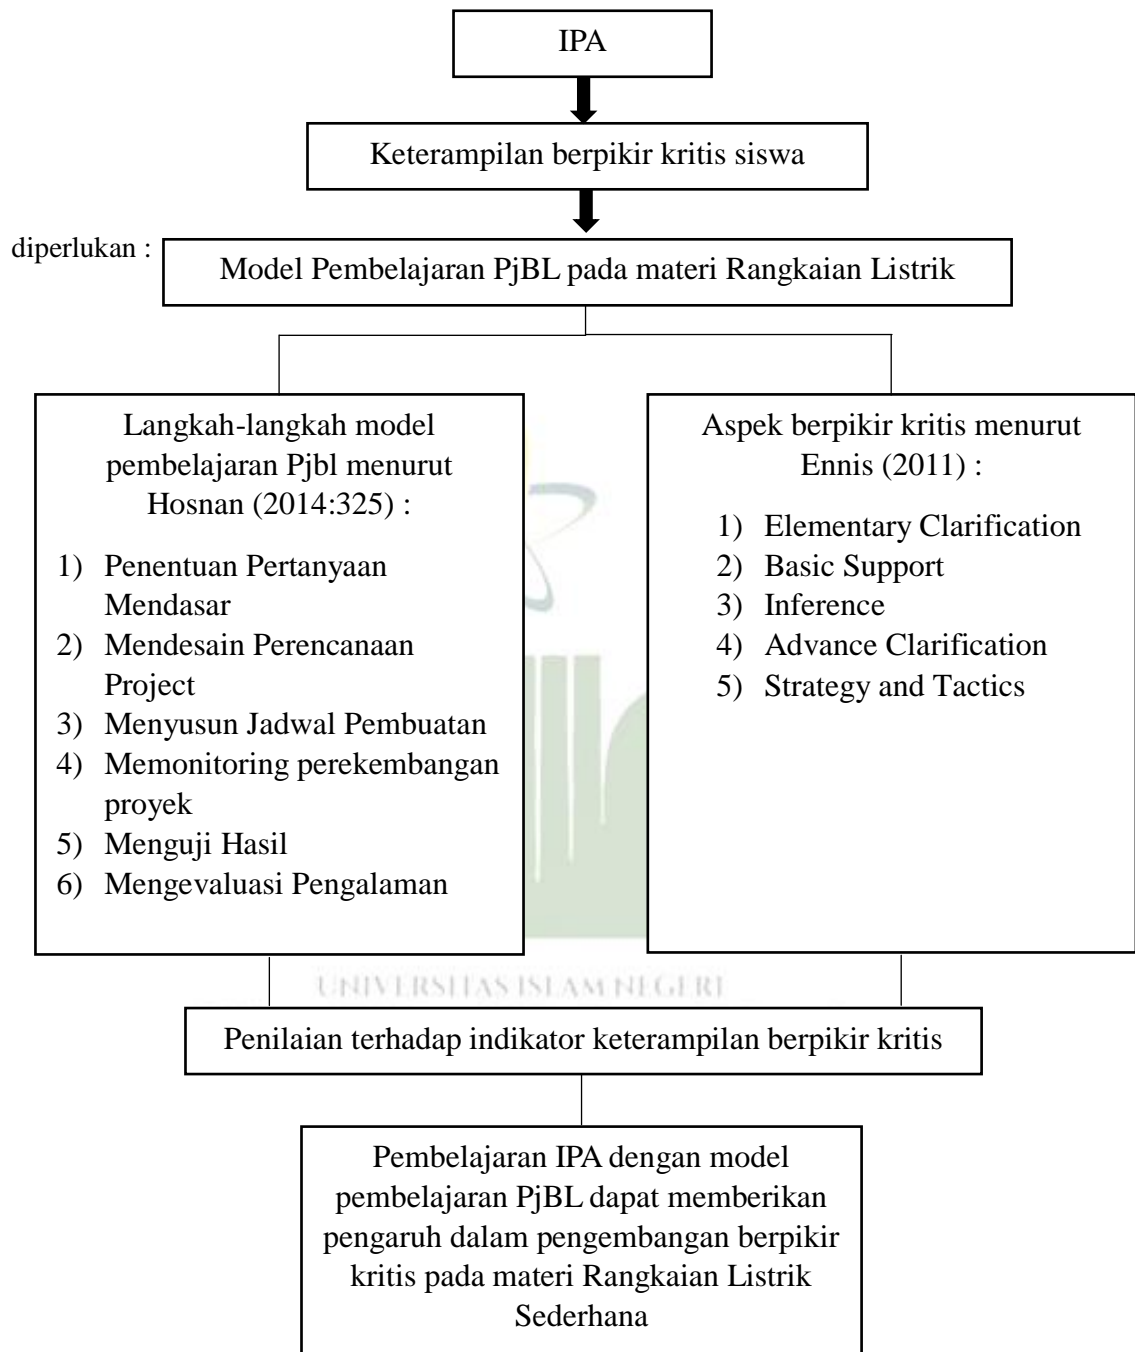 IPA
Keterampilan berpikir kritis siswa
diperlukan :
Model Pembelajaran PjBL pada materi Rangkaian Listrik
Langkah-langkah model
pembelajaran Pjbl menurut
Hosnan (2014:325) :
1) Penentuan Pertanyaan
Mendasar
2) Mendesain Perencanaan
Project
3) Menyusun Jadwal Pembuatan
4) Memonitoring perekembangan
proyek
5) Menguji Hasil
6) Mengevaluasi Pengalaman
Aspek berpikir kritis menurut
Ennis (2011) :
1) Elementary Clarification
2) Basic Support
3) Inference
4) Advance Clarification
5) Strategy and Tactics
UNIVERSITAS ISLAM NEGERI
Penilaian terhadap indikator keterampilan berpikir kritis
Pembelajaran IPA dengan model
pembelajaran PjBL dapat memberikan
pengaruh dalam pengembangan berpikir
kritis pada materi Rangkaian Listrik
Sederhana